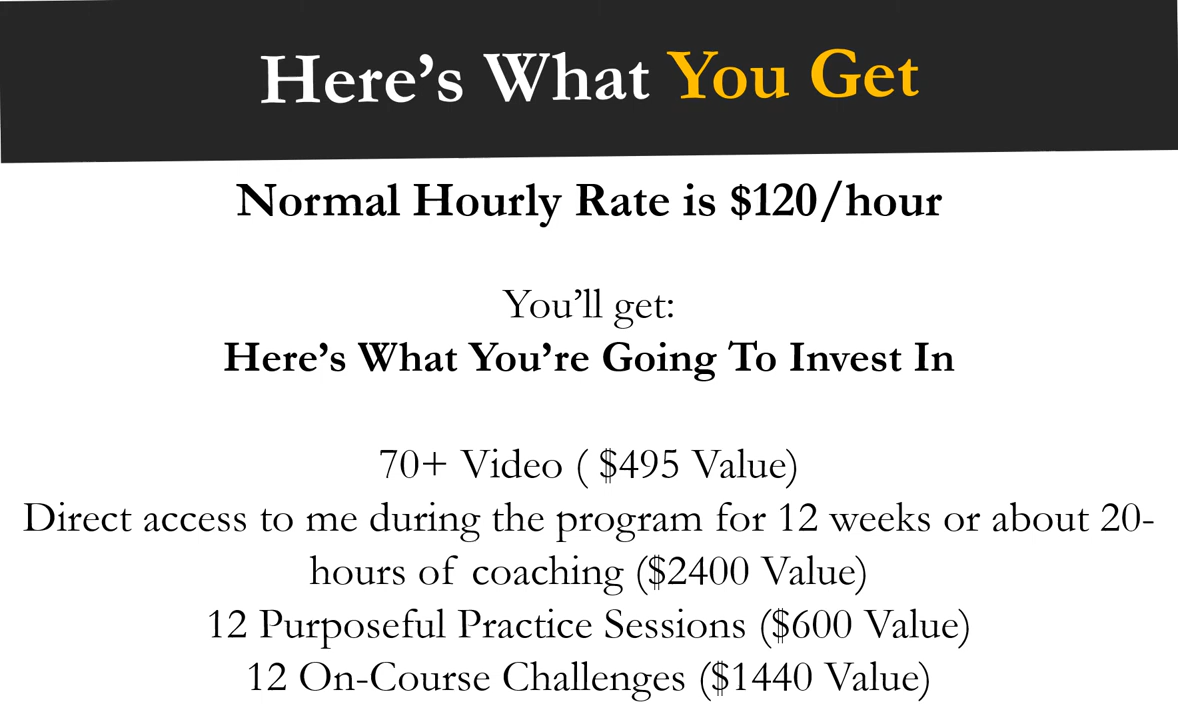 Here’s What You Get
Normal Hourly Rate is $120/hour
You’ll get:
Here’s What You’re Going To Invest In
70+ Video ( $495 Value)
Direct access to me during the program for 12 weeks or about 20-
hours of coaching ($2400 Value)
12 Purposeful Practice Sessions ($600 Value)
12 On-Course Challenges ($1440 Value)